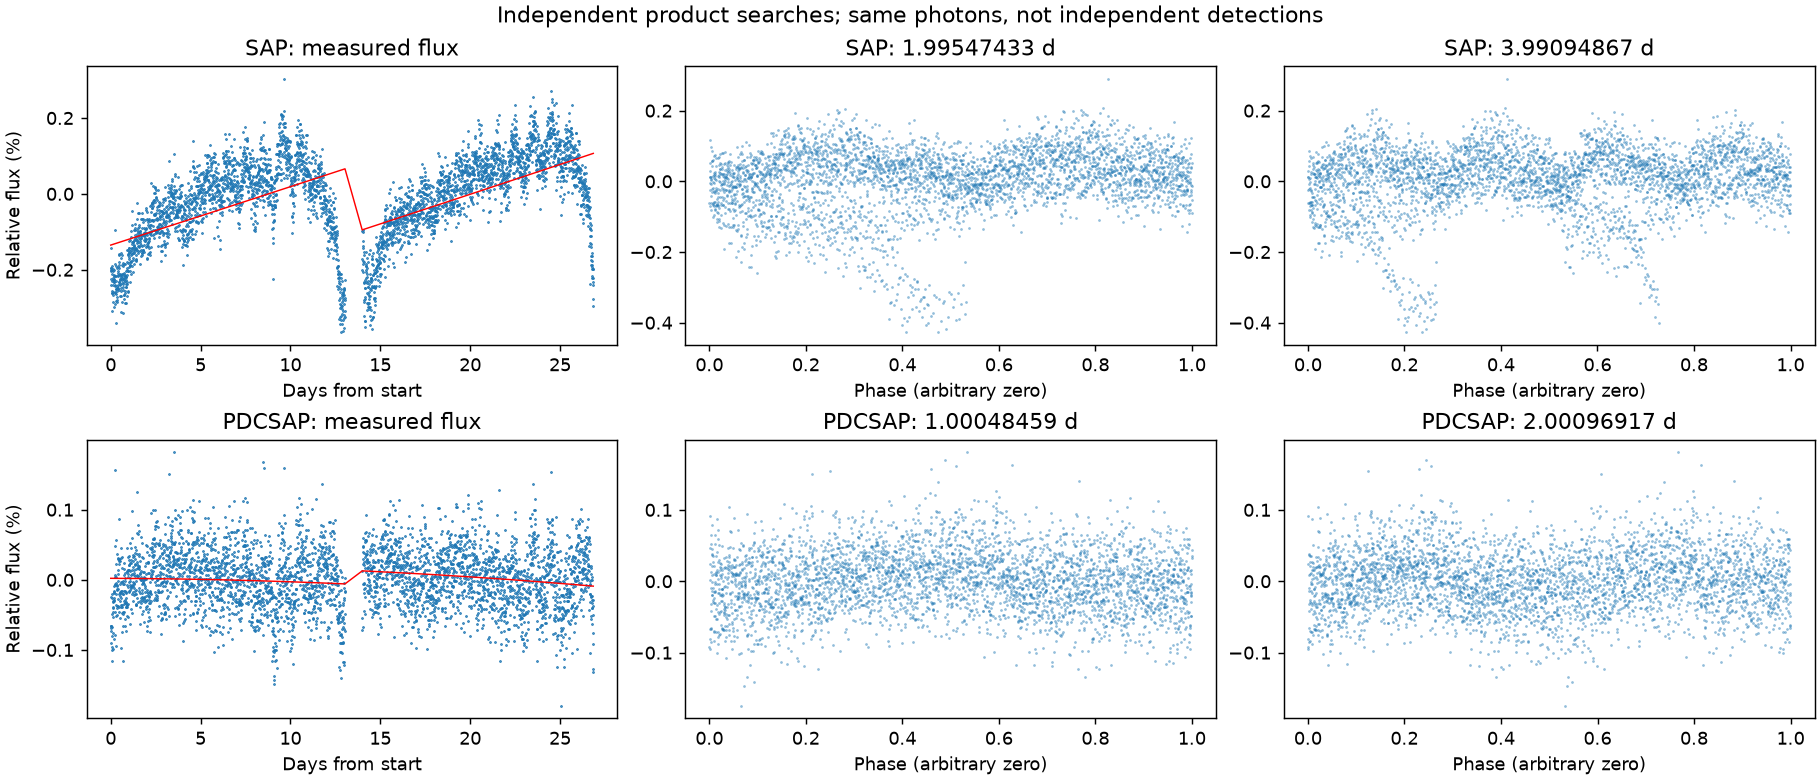 Independent product searches; same photons, not independent detections
SAP: measured flux
SAP: 1.99547433 d
SAP: 3.99094867 d
Relative flux (%)
0.2
0.0
−0.2
0 5 10 15 20 25
Days from start
0.2
0.0
−0.2
−0.4
0.0 0.2 0.4 0.6 0.8 1.0
Phase (arbitrary zero)
0.2
0.0
−0.2
−0.4
0.0 0.2 0.4 0.6 0.8 1.0
Phase (arbitrary zero)
PDCSAP: measured flux
PDCSAP: 1.00048459 d
PDCSAP: 2.00096917 d
Relative flux (%)
0.1
0.0
−0.1
0 5 10 15 20 25
Days from start
0.1
0.0
−0.1
0.0 0.2 0.4 0.6 0.8 1.0
Phase (arbitrary zero)
0.1
0.0
−0.1
0.0 0.2 0.4 0.6 0.8 1.0
Phase (arbitrary zero)